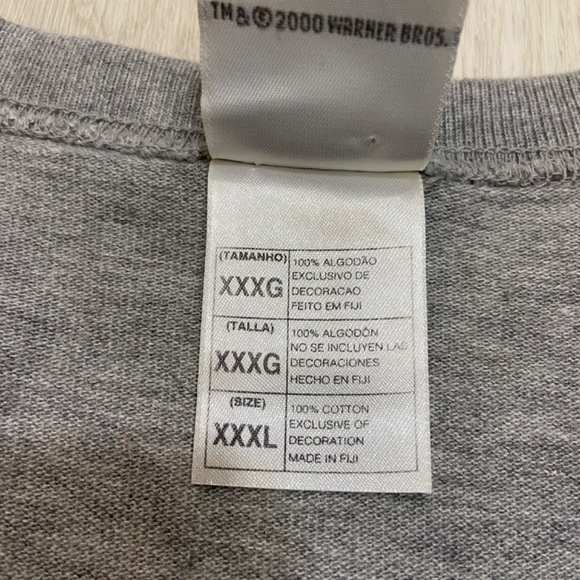 TM & © 2000 WARNER BROS.
(TAMANHO)
XXXG
100% ALGODÃO
EXCLUSIVO DE
DECORACAO
FEITO EM FIJI
(TALLA)
XXXG
100% ALGODÓN
NO SE INCLUYEN LAS
DECORACIONES
HECHO EN FIJI
(SIZE)
XXXL
100% COTTON
EXCLUSIVE OF
DECORATION
MADE IN FIJI